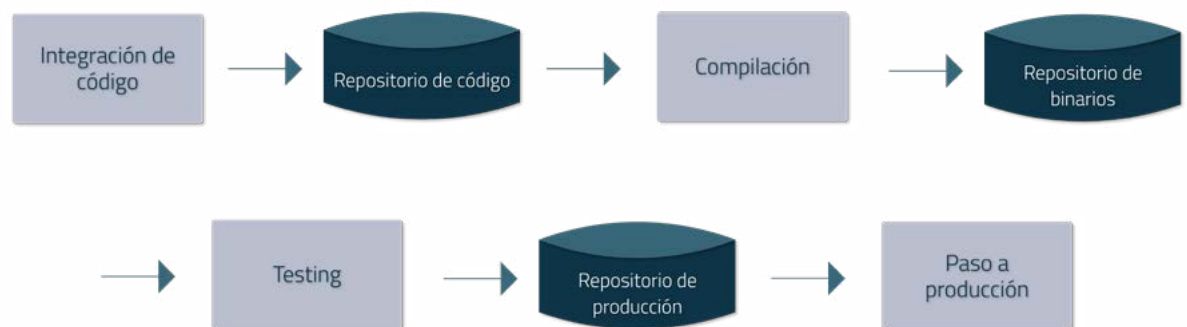 Integración de
código
Repositorio de código
Compilación
Repositorio de
binarios
Testing
Repositorio de
producción
Paso a
producción